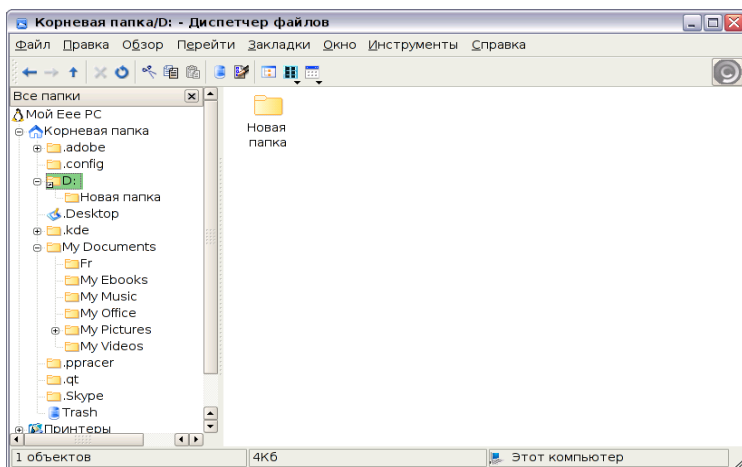 Корневая папка/D: - Диспетчер файлов
Файл Правка Обзор Перейти Закладки Окно Инструменты Справка
Все папки
Мой Eee PC
Корневая папка
.adobe
.config
D:
Новая папка
.Desktop
.kde
My Documents
Fr
My Ebooks
My Music
My Office
My Pictures
My Videos
.ppracer
.qt
.Skype
Trash
Принтеры
Новая
папка
1 объектов
4Кб
Этот компьютер